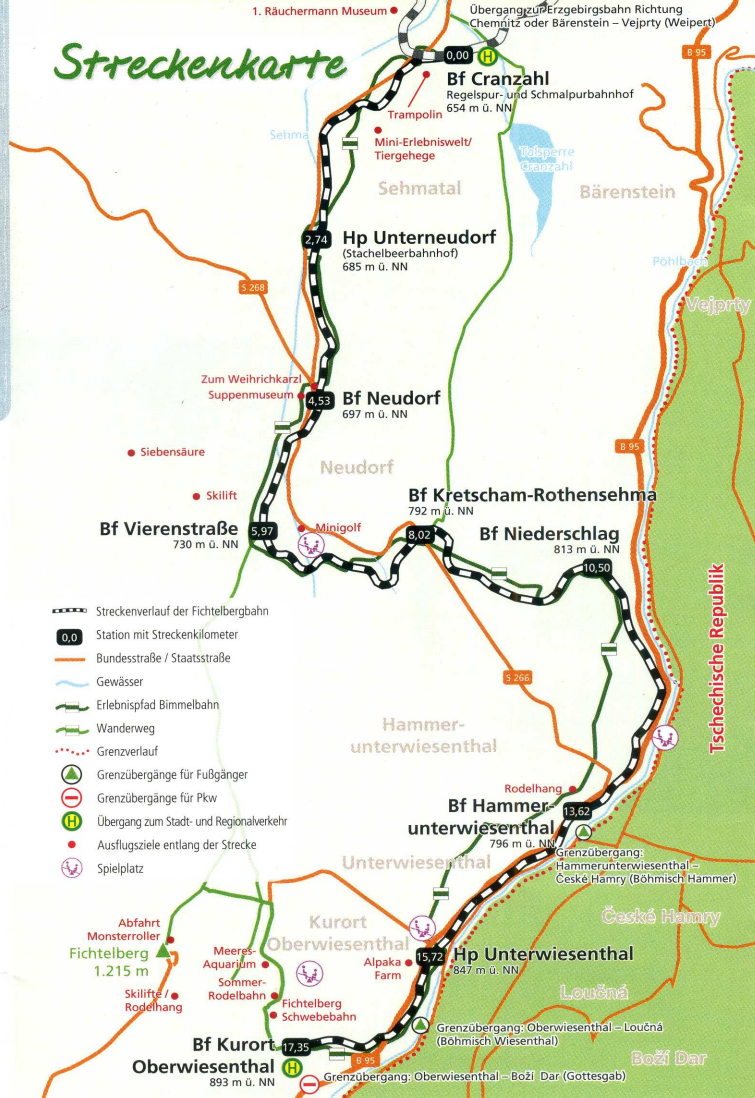 1. Räuchermann Museum
Übergang zur Erzgebirgsbahn Richtung
Chemnitz oder Bärenstein – Vejprty (Weipert)
Streckenkarte
0,00
H
B 95
Bf Cranzahl
Regelspur- und Schmalpurbahnhof
654 m ü. NN
Trampolin
Sehma
Mini-Erlebniswelt/
Tiergehege
Talsperre
Cranzahl
Sehmatal
Bärenstein
2,74
Hp Unterneudorf
(Stachelbeerbahnhof)
685 m ü. NN
Pöhlbach
S 268
Vejprty
Zum Weihrichkarzl
Suppenmuseum
4,53
Bf Neudorf
697 m ü. NN
B 95
Siebensäure
Neudorf
Skilift
Bf Kretscham-Rothensehma
792 m ü. NN
Bf Vierenstraße
730 m ü. NN
5,97
Minigolf
8,02
Bf Niederschlag
813 m ü. NN
10,50
Tschechische Republik
Streckenverlauf der Fichtelbergbahn
0,0
Station mit Streckenkilometer
Bundesstraße / Staatsstraße
Gewässer
Erlebnispfad Bimmelbahn
Wanderweg
Grenzverlauf
Grenzübergänge für Fußgänger
Grenzübergänge für Pkw
H
Übergang zum Stadt- und Regionalverkehr
Ausflugsziele entlang der Strecke
Spielplatz
S 266
Hammer-
unterwiesenthal
Rodelhang
Bf Hammer-
unterwiesenthal
796 m ü. NN
13,62
Grenzübergang:
Hammerunterwiesenthal –
České Hamry (Böhmisch Hammer)
Unterwiesenthal
Kurort
Oberwiesenthal
České Hamry
Abfahrt
Monsterroller
Fichtelberg
1.215 m
Meeres-
Aquarium
Alpaka
Farm
15,72
Hp Unterwiesenthal
847 m ü. NN
Sommer-
Rodelbahn
Skilifte /
Rodelhang
Fichtelberg
Schwebebahn
Loučná
Grenzübergang: Oberwiesenthal – Loučná
(Böhmisch Wiesenthal)
Bf Kurort
Oberwiesenthal
893 m ü. NN
17,35
H
B 95
Boží Dar
Grenzübergang: Oberwiesenthal – Boží Dar (Gottesgab)